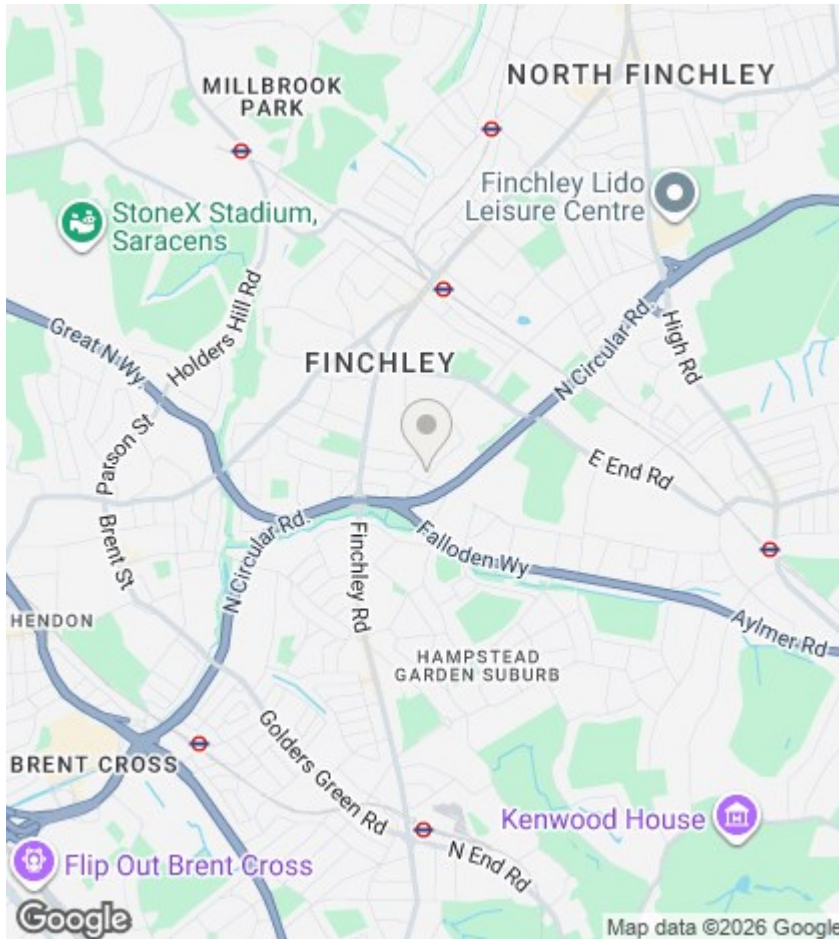 MILLBROOK
PARK
NORTH FINCHLEY
Finchley Lido
Leisure Centre
StoneX Stadium,
Saracens
Holders Hill Rd
Great N Wy.
FINCHLEY
N Circular Rd.
High Rd
Parson St
E End Rd
Brent St
N Circular Rd.
Finchley Rd
Falloden Wy
HENDON
Aylmer Rd
HAMPSTEAD
GARDEN SUBURB
BRENT CROSS
Golders Green Rd
Kenwood House
N End Rd
Flip Out Brent Cross
Google
Map data ©2026 Google